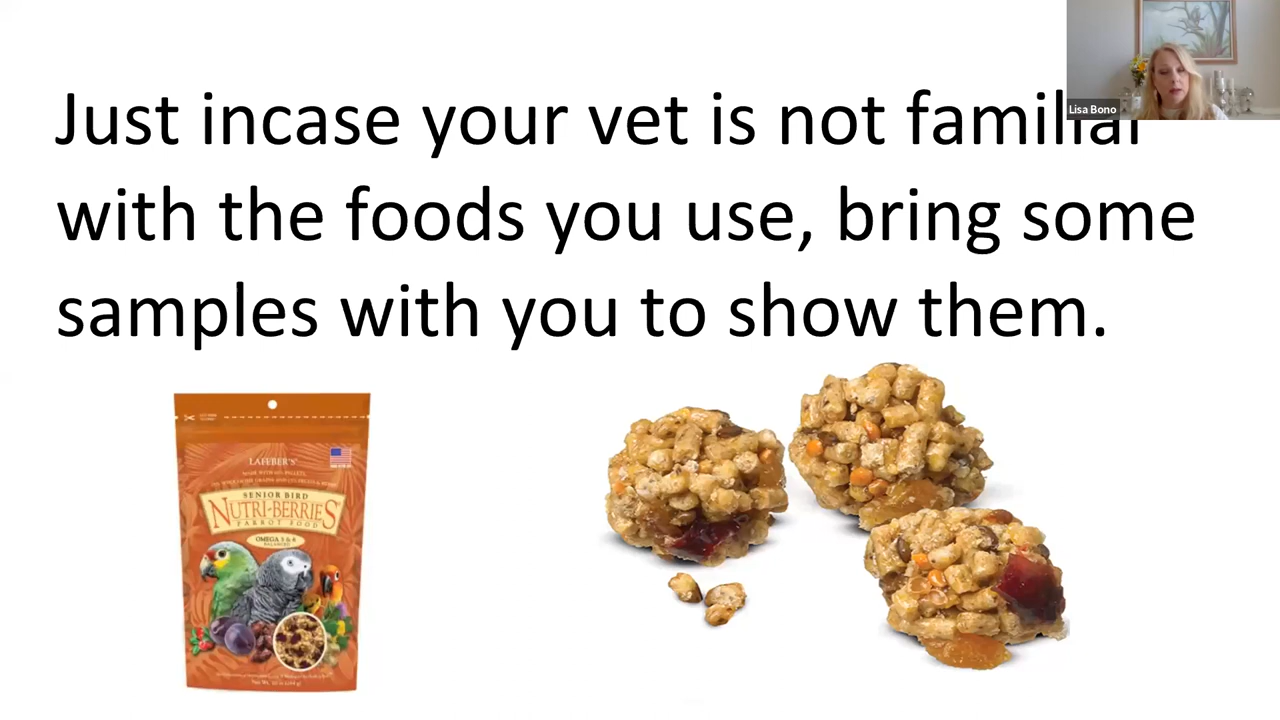 Just incase your vet is not familiar
with the foods you use, bring some
samples with you to show them.
Lisa Bono
LAFEBER'S
SENIOR BIRD
NUTRI-BERRIES
PARROT FOOD
OMEGA 3 & 6
BALANCED